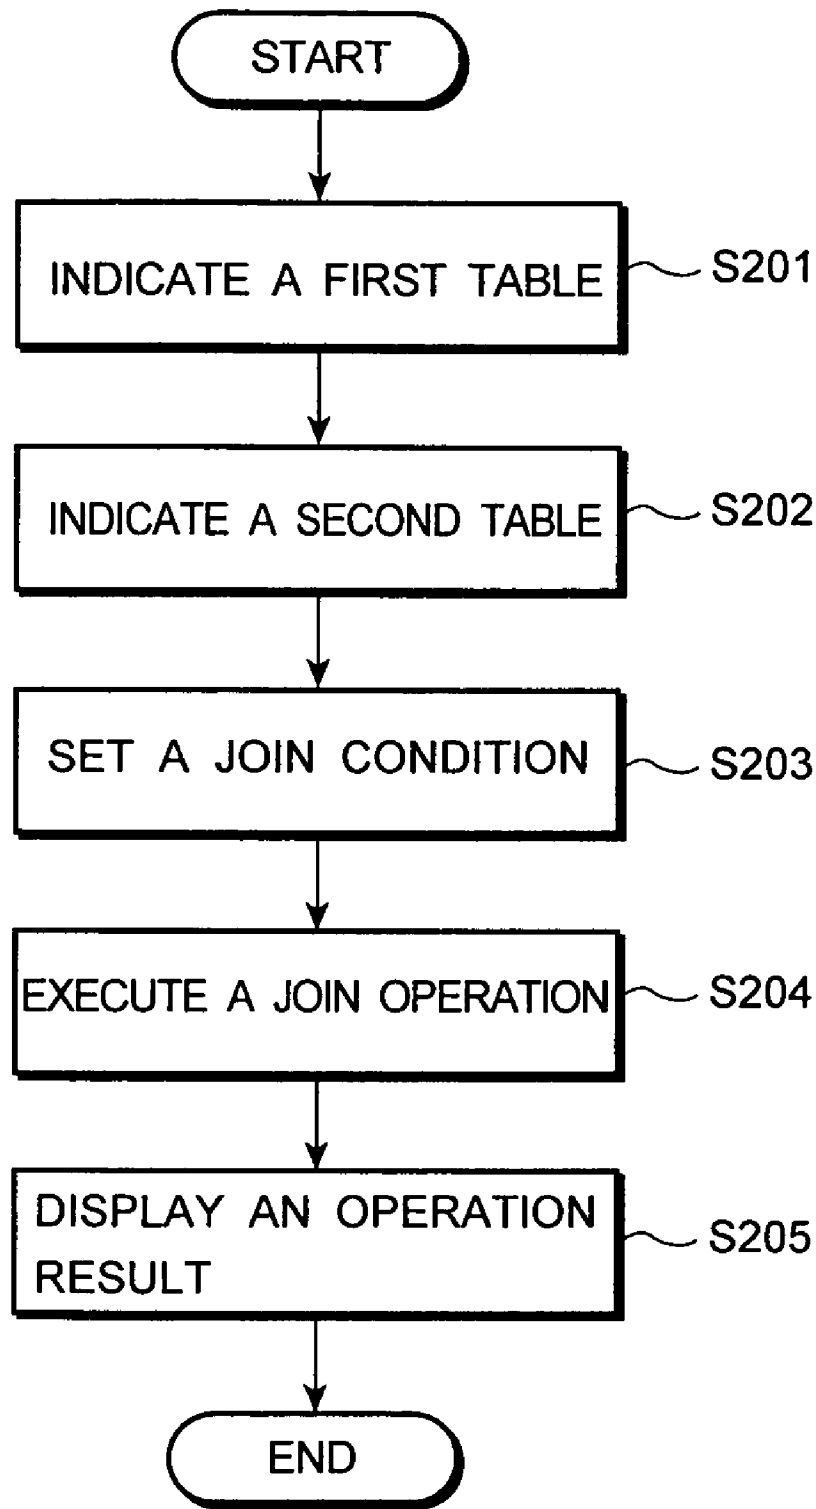 START
INDICATE A FIRST TABLE
S201
INDICATE A SECOND TABLE
S202
SET A JOIN CONDITION
S203
EXECUTE A JOIN OPERATION
S204
DISPLAY AN OPERATION
RESULT
S205
END